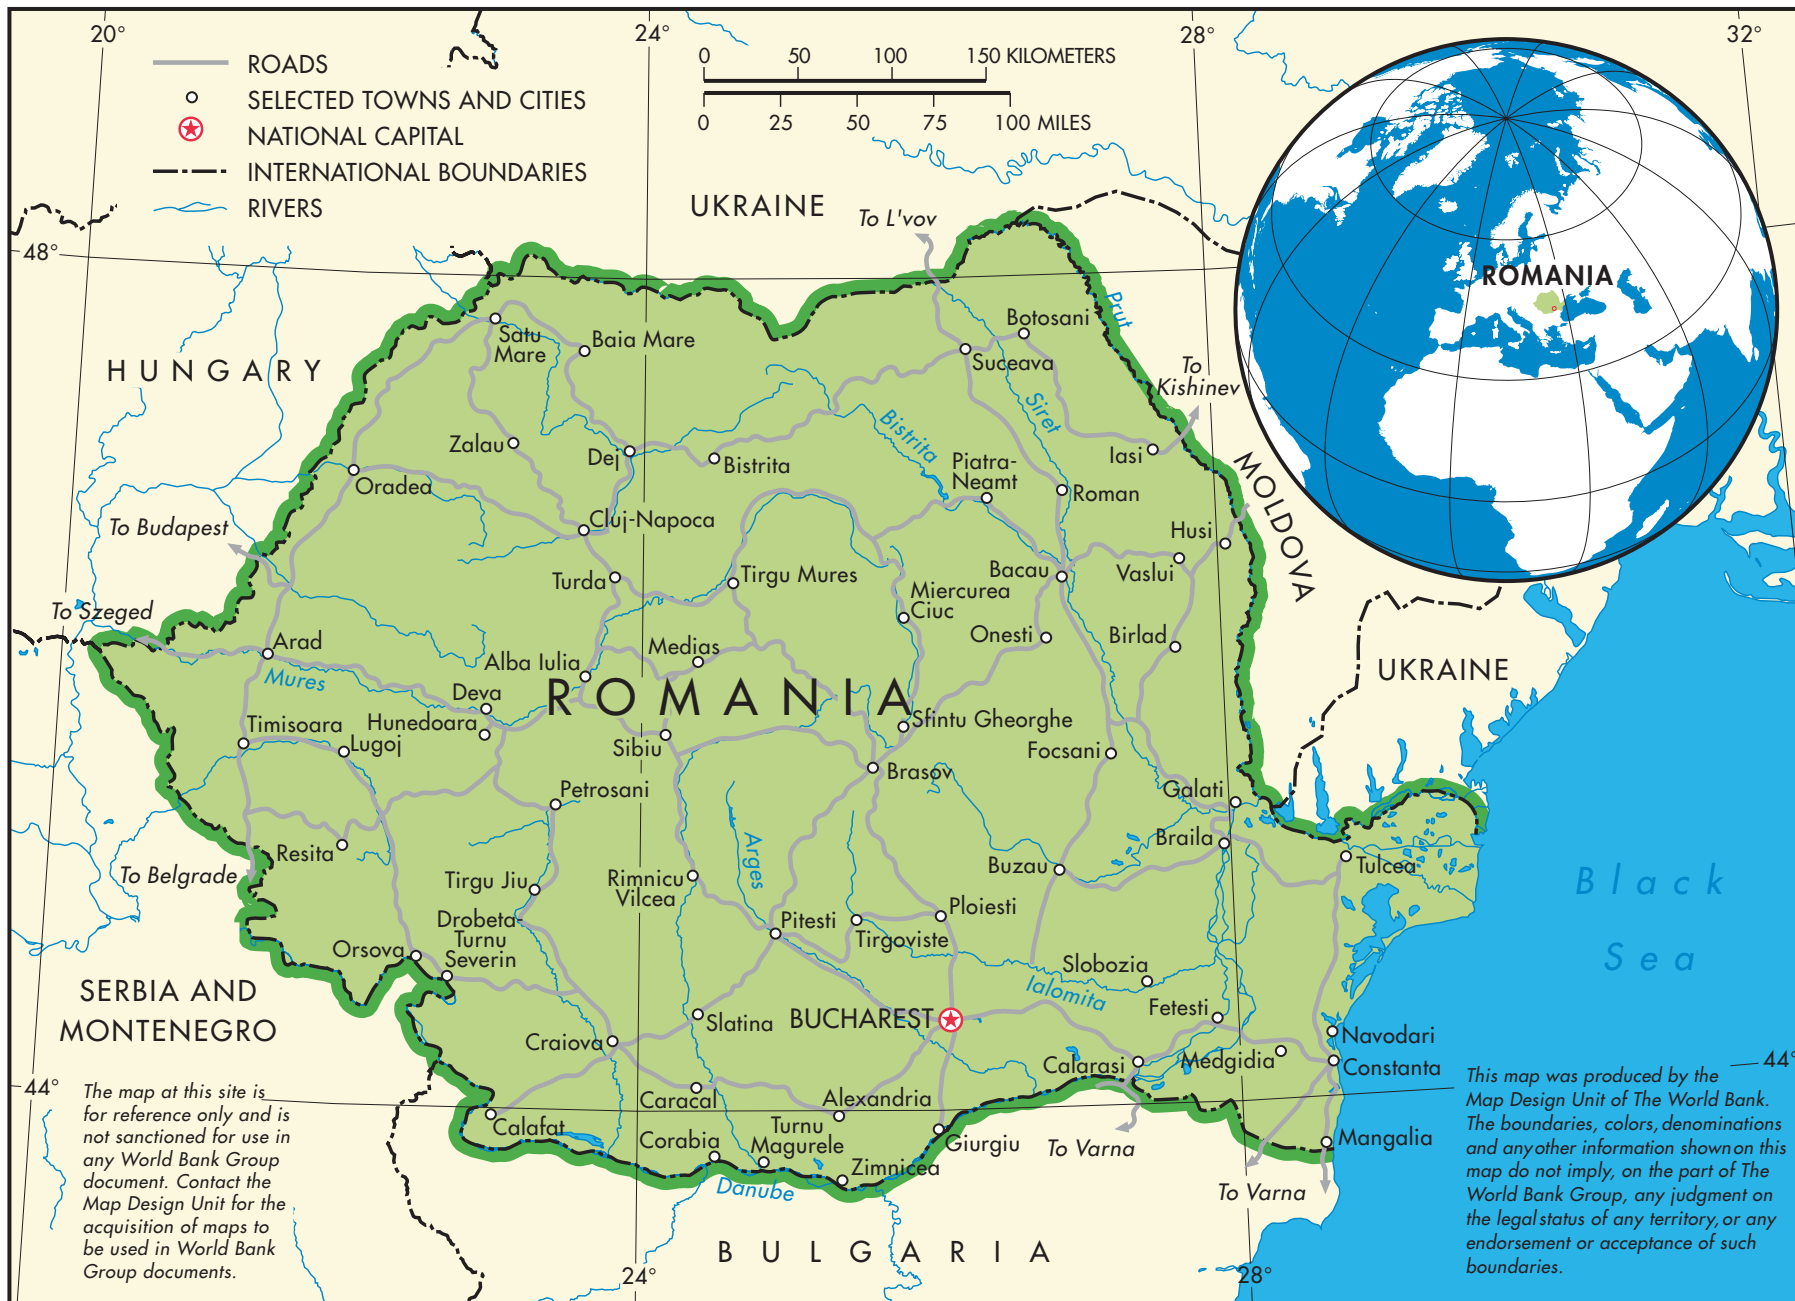 20°
24°
28°
32°
ROADS
SELECTED TOWNS AND CITIES
NATIONAL CAPITAL
INTERNATIONAL BOUNDARIES
RIVERS
0 50 100 150 KILOMETERS
0 25 50 75 100 MILES
UKRAINE
To L'vov
48°
ROMANIA
Prut
HUNGARY
Satu
Mare
Baia Mare
Botosani
Suceava
To
Kishinev
Siret
Bistrita
Zalau
Dej
Bistrita
Iasi
Piatra-
Neamt
Roman
MOLDOVA
Oradea
To Budapest
Cluj-Napoca
Husi
Turda
Tirgu Mures
Bacau
Vaslui
Miercurea
Ciuc
To Szeged
Arad
Onesti
Birlad
Medias
Alba Iulia
UKRAINE
Mures
Deva
ROMANIA
Hunedoara
Timisoara
Lugoj
Sfintu Gheorghe
Sibiu
Focsani
Brasov
Petrosani
Galati
Resita
Arges
Braila
To Belgrade
Tirgu Jiu
Rimnicu
Vilcea
Buzau
Tulcea
Black
Sea
Drobeta-
Turnu
Severin
Pitesti
Ploiesti
Tirgoviste
Orsova
Slobozia
Ialomita
SERBIA AND
MONTENEGRO
Slatina
BUCHAREST
Fetesti
Craiova
Navodari
Calarasi
Medgidia
Constanta
44°
44°
Caracal
Alexandria
Calafat
Turnu
Magurele
Corabia
Giurgiu
To Varna
Mangalia
Zimnicea
Danube
To Varna
BULGARIA
24°
28°
The map at this site is
for reference only and is
not sanctioned for use in
any World Bank Group
document. Contact the
Map Design Unit for the
acquisition of maps to
be used in World Bank
Group documents.
This map was produced by the
Map Design Unit of The World Bank.
The boundaries, colors, denominations
and any other information shown on this
map do not imply, on the part of The
World Bank Group, any judgment on
the legal status of any territory, or any
endorsement or acceptance of such
boundaries.